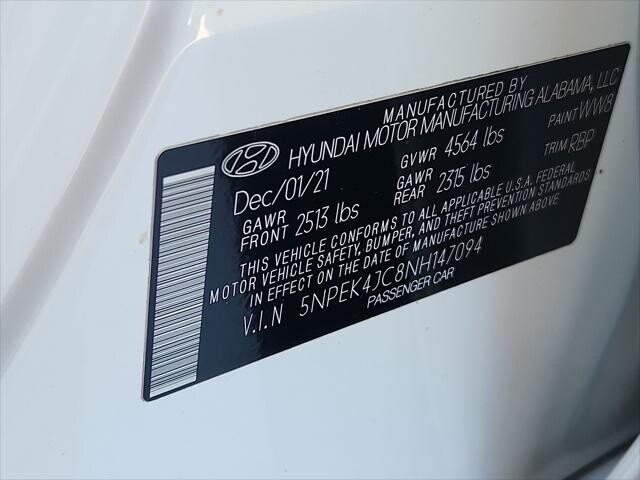 MANUFACTURED BY
HYUNDAI MOTOR MANUFACTURING ALABAMA, LLC
Dec/01/21 GVWR 4564 lbs PAINT WW8
GAWR FRONT 2513 lbs GAWR REAR 2315 lbs TRIM RBP
THIS VEHICLE CONFORMS TO ALL APPLICABLE U.S.A. FEDERAL
MOTOR VEHICLE SAFETY, BUMPER, AND THEFT PREVENTION STANDARDS
IN EFFECT ON THE DATE OF MANUFACTURE SHOWN ABOVE.
V.I.N 5NPEK4JC8NH147094
PASSENGER CAR